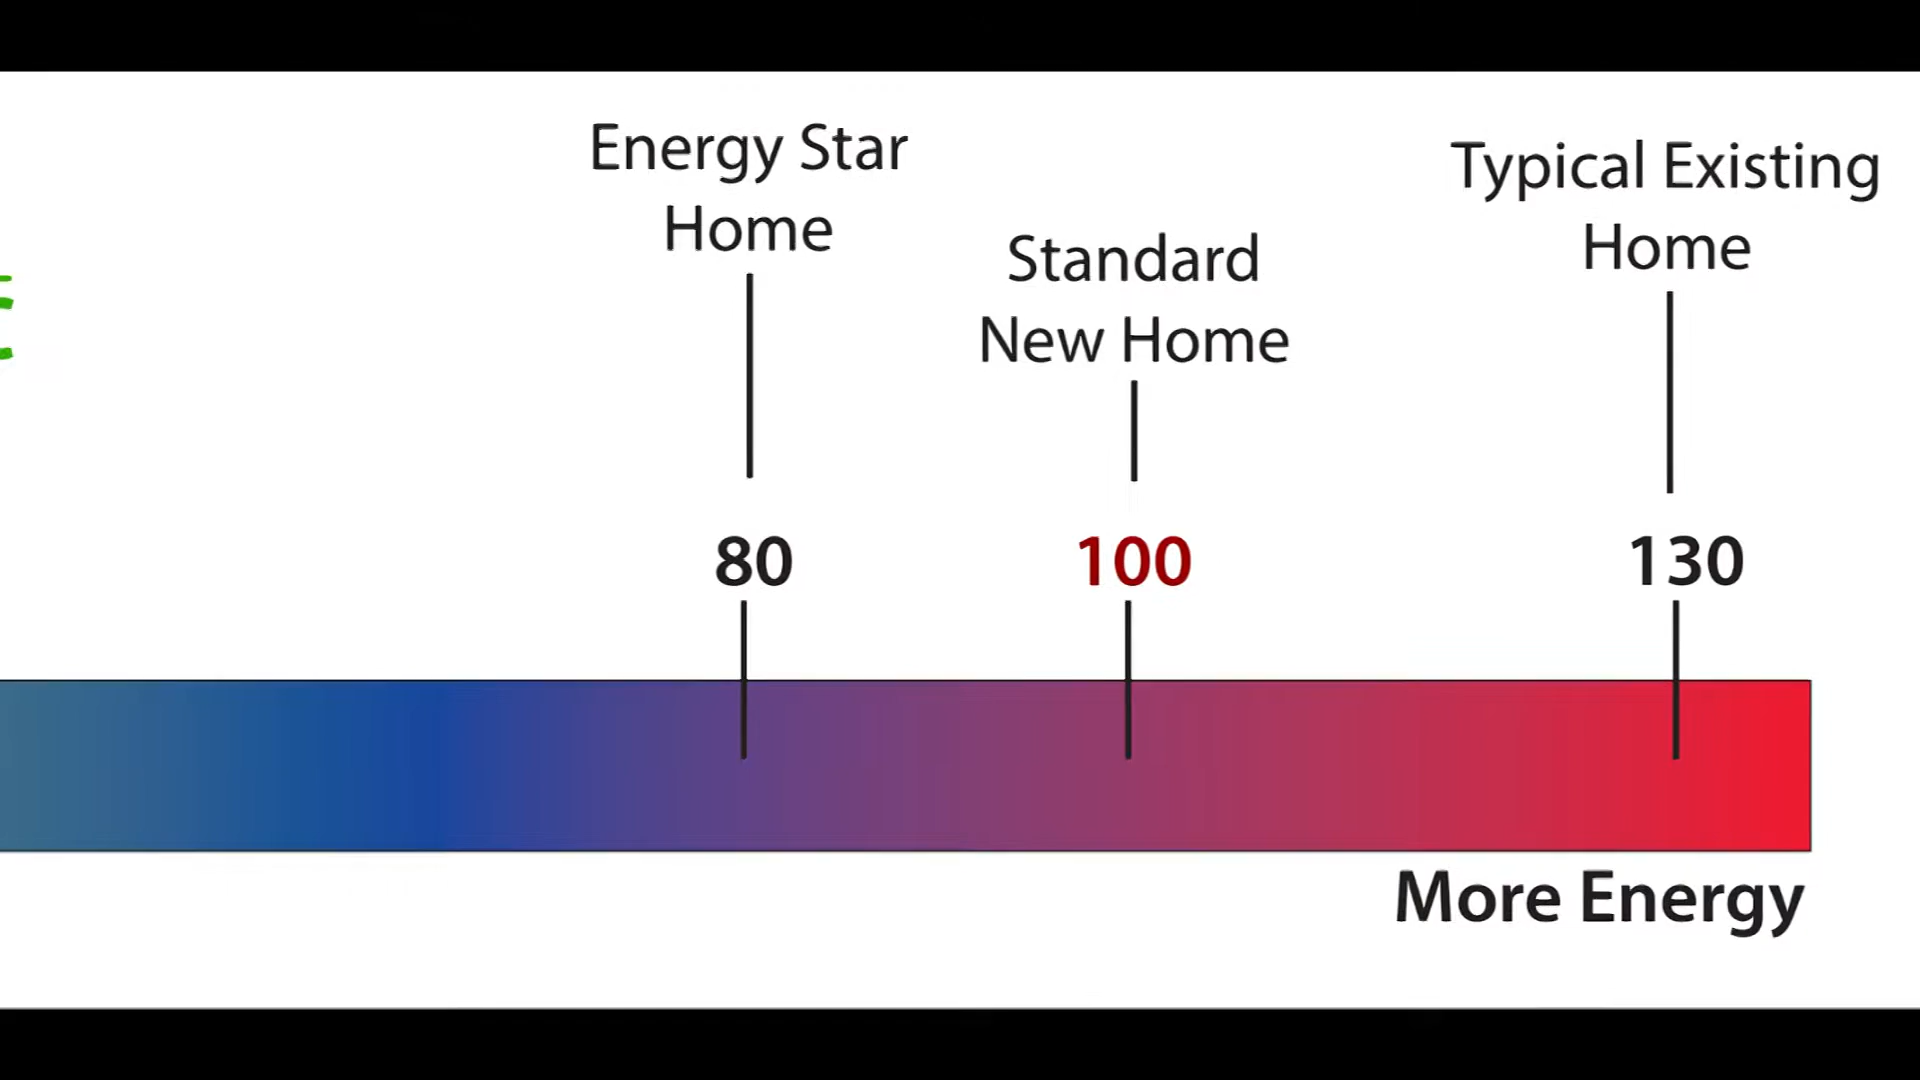 Energy Star
Home
Standard
New Home
Typical Existing
Home
80
100
130
More Energy